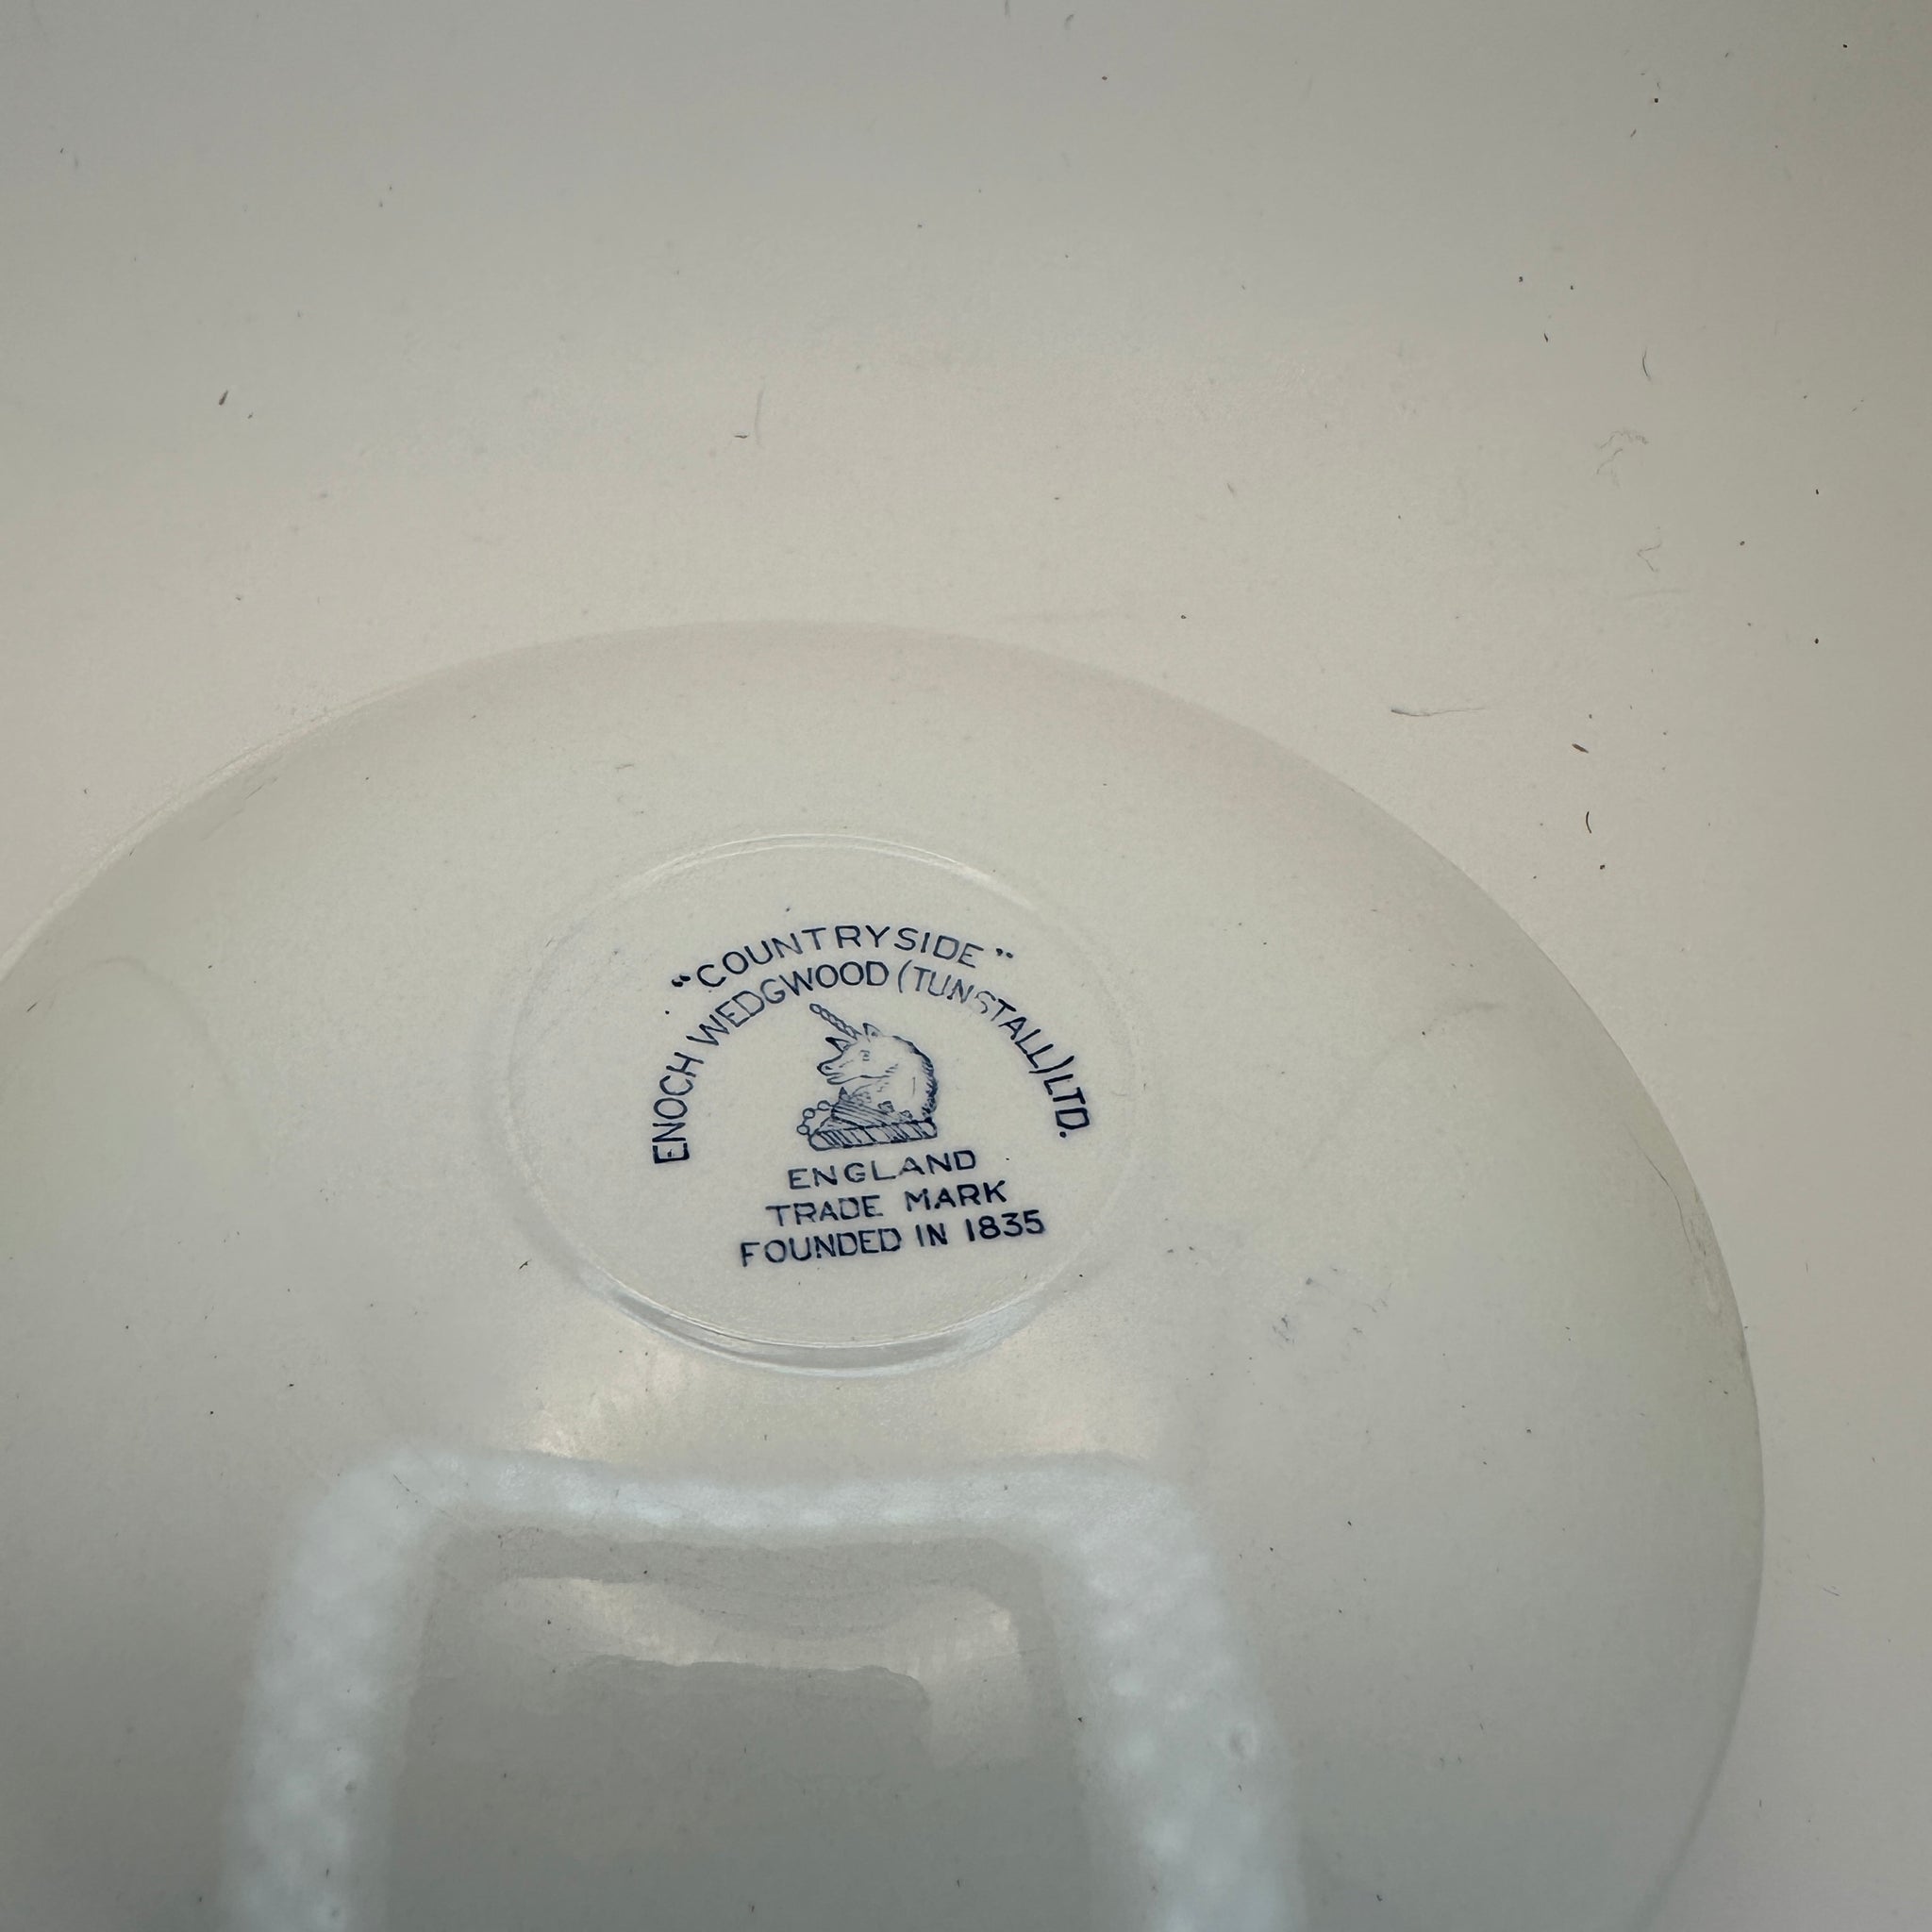 "COUNTRYSIDE"
ENOCH WEDGWOOD (TUNSTALL) LTD.
ENGLAND
TRADE MARK
FOUNDED IN 1835